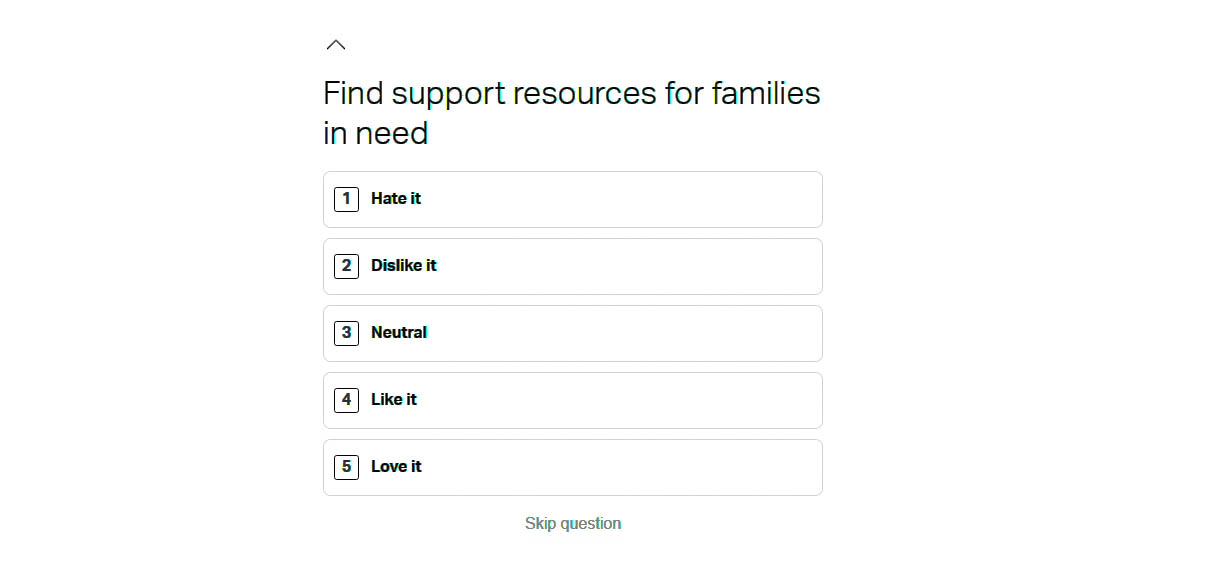 Find support resources for families
in need
1 Hate it
2 Dislike it
3 Neutral
4 Like it
5 Love it
Skip question